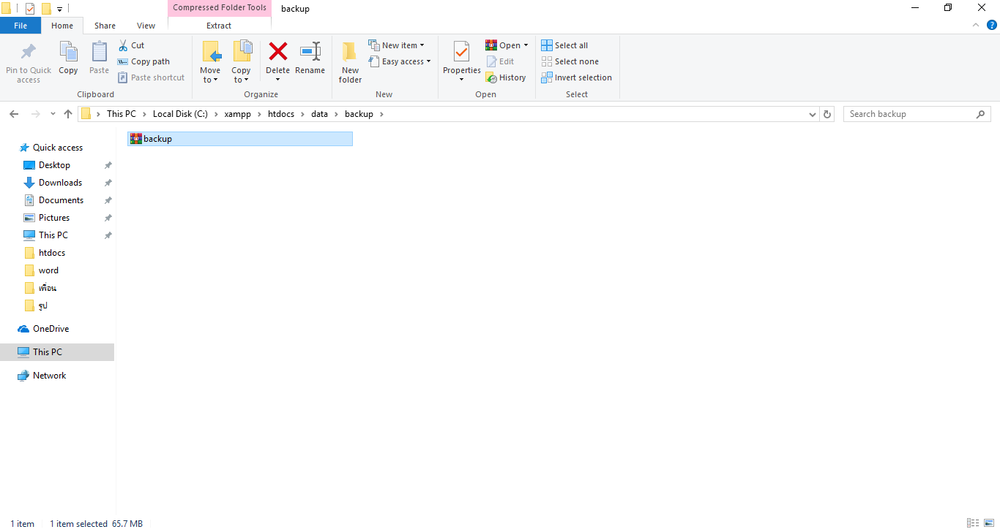 Compressed Folder Tools
backup
File
Home
Share
View
Extract
Pin to Quick access
Copy
Paste
Cut
Copy path
Paste shortcut
Clipboard
Move to
Copy to
Delete
Rename
Organize
New folder
New item
Easy access
New
Properties
Open
Edit
History
Open
Select all
Select none
Invert selection
Select
This PC > Local Disk (C:) > xampp > htdocs > data > backup >
Search backup
Quick access
Desktop
Downloads
Documents
Pictures
This PC
htdocs
word
เพื่อน
รูป
OneDrive
This PC
Network
backup
1 item
1 item selected 65.7 MB